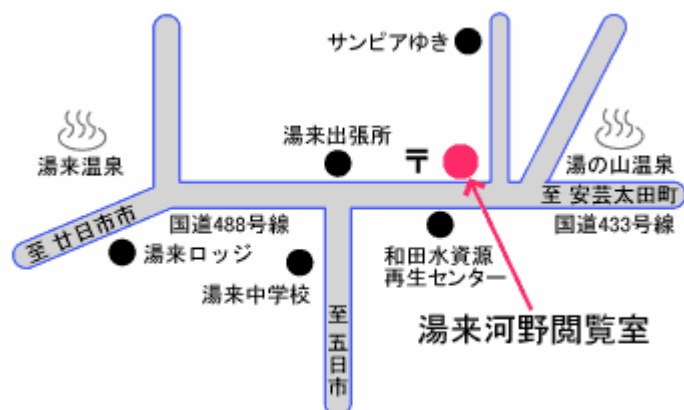 サンピアゆき
湯来出張所
〒
湯来温泉
湯の山温泉
至 安芸太田町
国道488号線
国道433号線
至 廿日市市
湯来ロッジ
和田水資源
再生センター
湯来中学校
至 五日市
湯来河野閲覧室